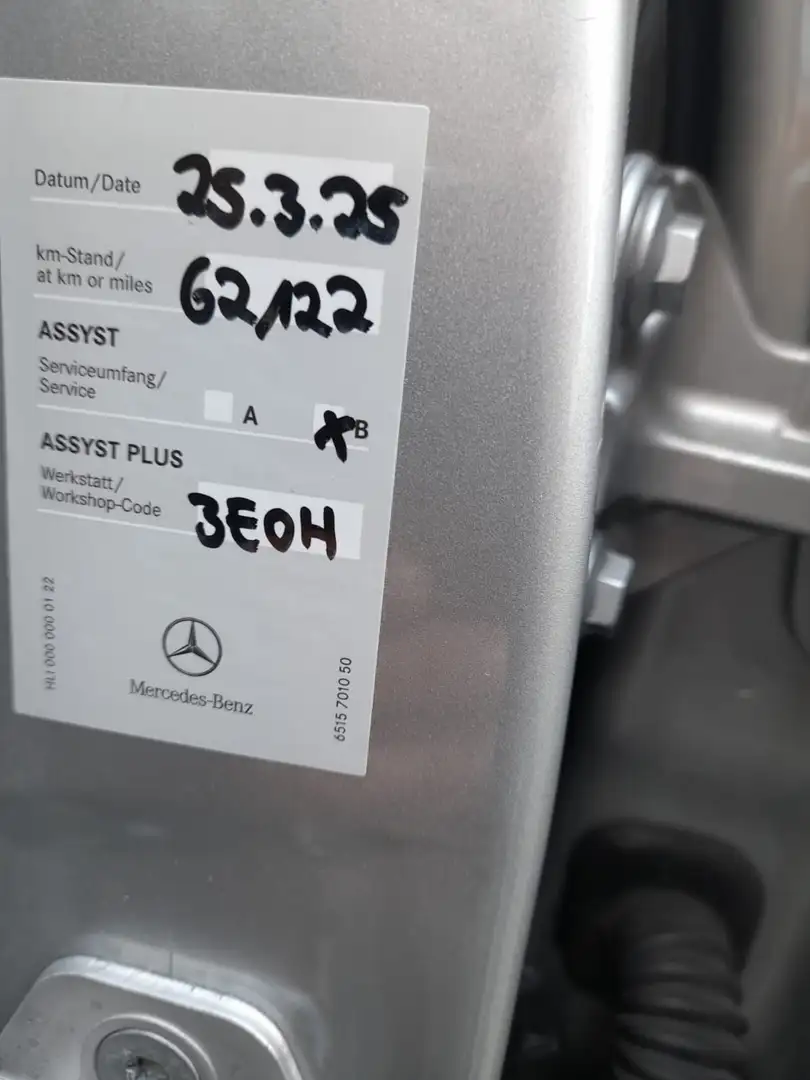 Datum/Date 25.3.25
km-Stand/
at km or miles 62122
ASSYST
Serviceumfang/
Service
A X B
ASSYST PLUS
Werkstatt/
Workshop-Code 3E0H
HLI 000 000 01 22
Mercedes-Benz
6515 7010 50